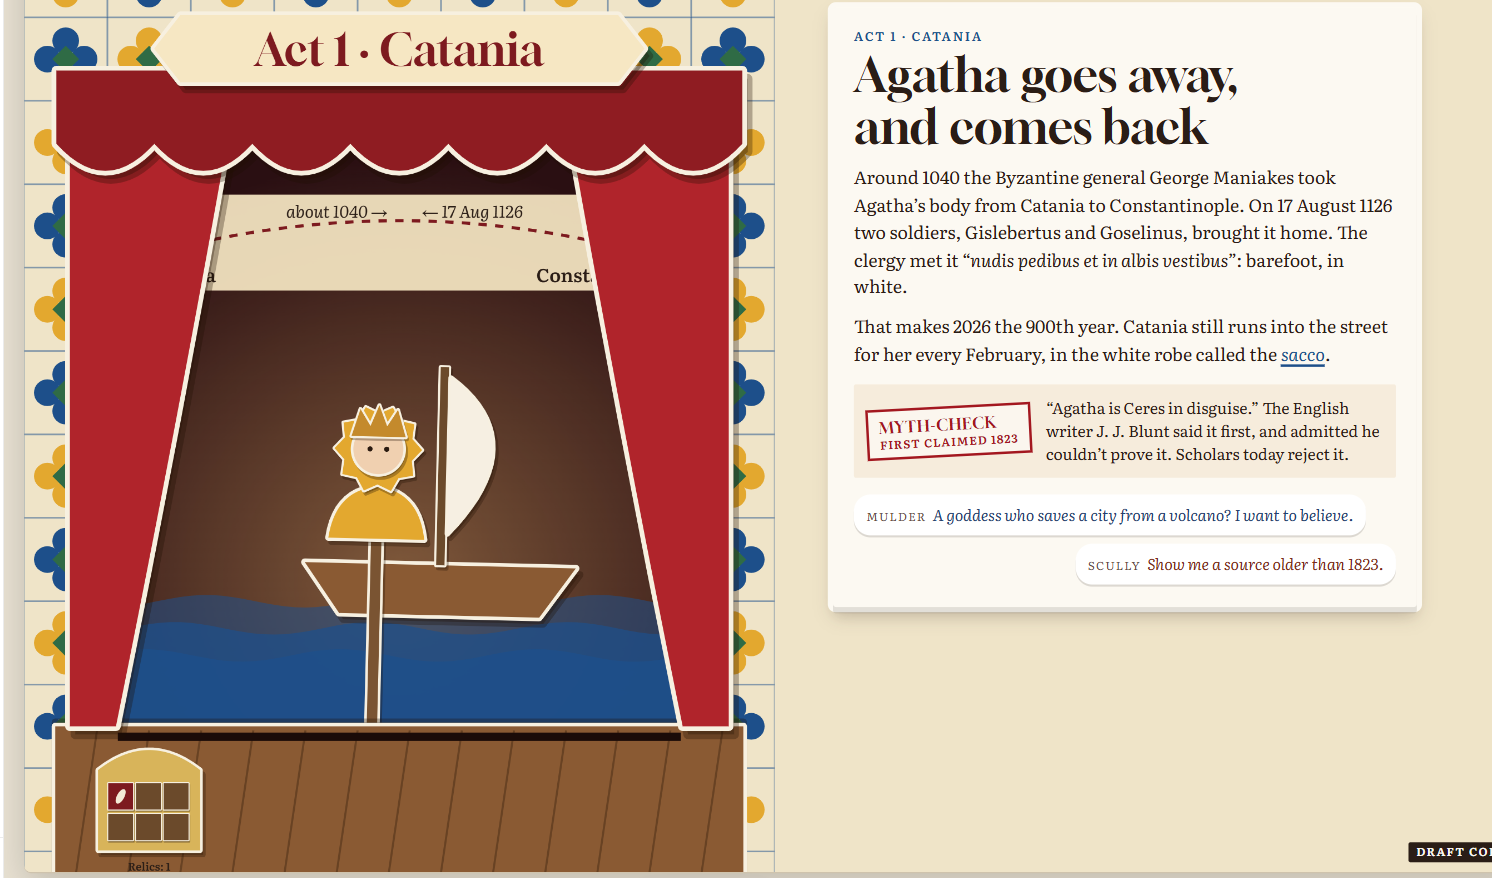 Act 1 · Catania
about 1040 → ← 17 Aug 1126
a
Const
Relics: 1
ACT 1 · CATANIA
Agatha goes away,
and comes back
Around 1040 the Byzantine general George Maniakes took
Agatha’s body from Catania to Constantinople. On 17 August 1126
two soldiers, Gislebertus and Goselinus, brought it home. The
clergy met it “nudis pedibus et in albis vestibus”: barefoot, in
white.
That makes 2026 the 900th year. Catania still runs into the street
for her every February, in the white robe called the sacco.
MYTH-CHECK
FIRST CLAIMED 1823
“Agatha is Ceres in disguise.” The English
writer J. J. Blunt said it first, and admitted he
couldn’t prove it. Scholars today reject it.
MULDER A goddess who saves a city from a volcano? I want to believe.
SCULLY Show me a source older than 1823.
DRAFT CO